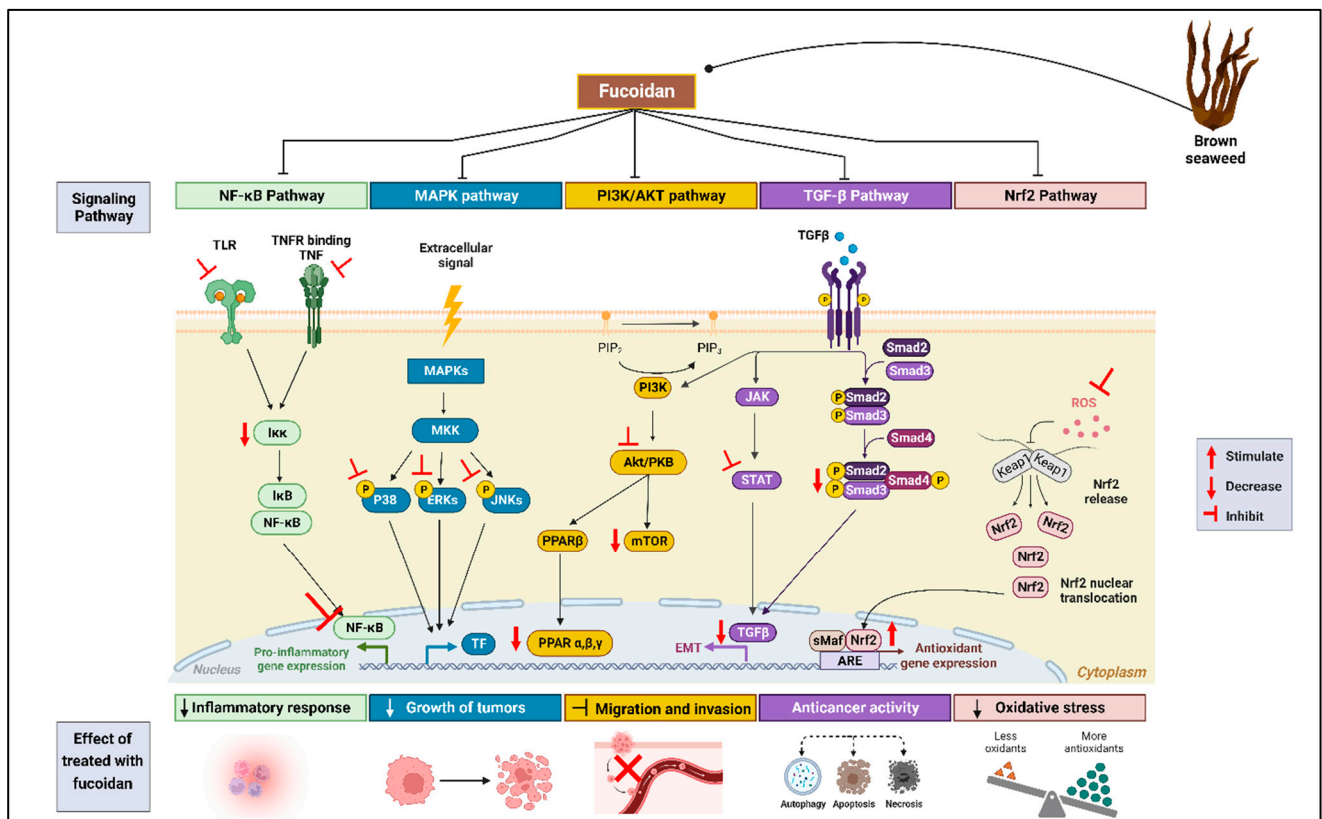 Fucoidan
Brown
seaweed
Signaling
Pathway
NF-κB Pathway
MAPK pathway
PI3K/AKT pathway
TGF-β Pathway
Nrf2 Pathway
TLR
TNFR binding
TNF
Extracellular
signal
TGFβ
P
P
PIP2
PIP3
MAPKs
PI3K
JAK
Smad2
Smad3
P
Smad2
Smad3
ROS
Iκκ
MKK
Akt/PKB
STAT
Smad4
P
P
Smad2
Smad3
Smad4
P
Keap1
Keap1
Nrf2
release
Stimulate
Decrease
Inhibit
P
P38
P
ERKs
P
JNKs
IκB
NF-κB
PPARβ
mTOR
Nrf2
Nrf2
Nrf2
Nrf2
Nrf2 nuclear
translocation
NF-κB
Pro-inflammatory
gene expression
TF
PPAR α,β,γ
TGFβ
EMT
sMaf
Nrf2
ARE
Antioxidant
gene expression
Nucleus
Cytoplasm
Effect of
treated with
fucoidan
Inflammatory response
Growth of tumors
Migration and invasion
Anticancer activity
Oxidative stress
Autophagy
Apoptosis
Necrosis
Less
oxidants
More
antioxidants